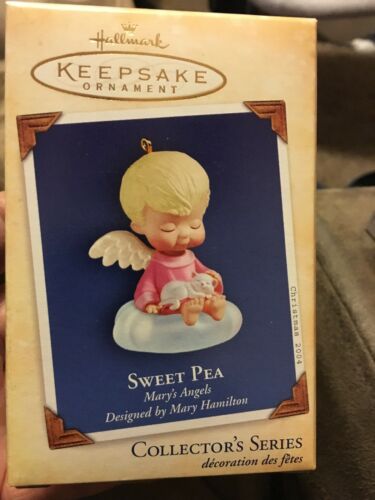 Hallmark
KEEPSAKE
ORNAMENT
Christmas 2004
SWEET PEA
Mary's Angels
Designed by Mary Hamilton
COLLECTOR'S SERIES
décoration des fêtes